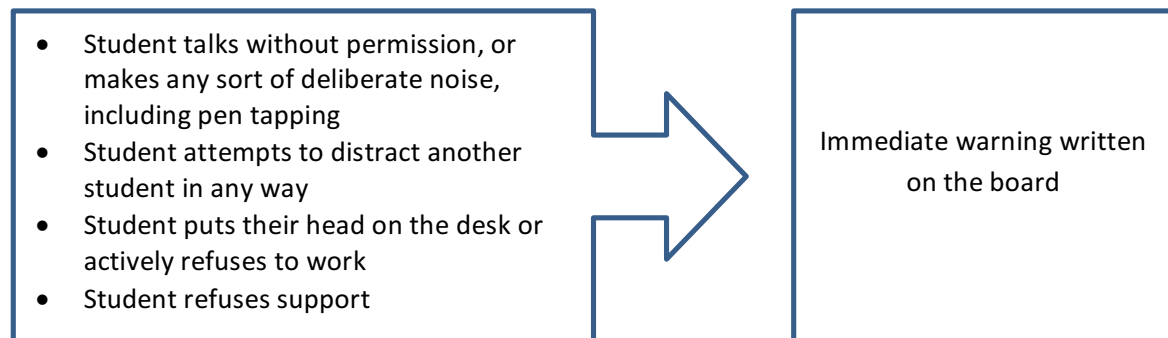 • Student talks without permission, or
makes any sort of deliberate noise,
including pen tapping
• Student attempts to distract another
student in any way
• Student puts their head on the desk or
actively refuses to work
• Student refuses support
Immediate warning written
on the board